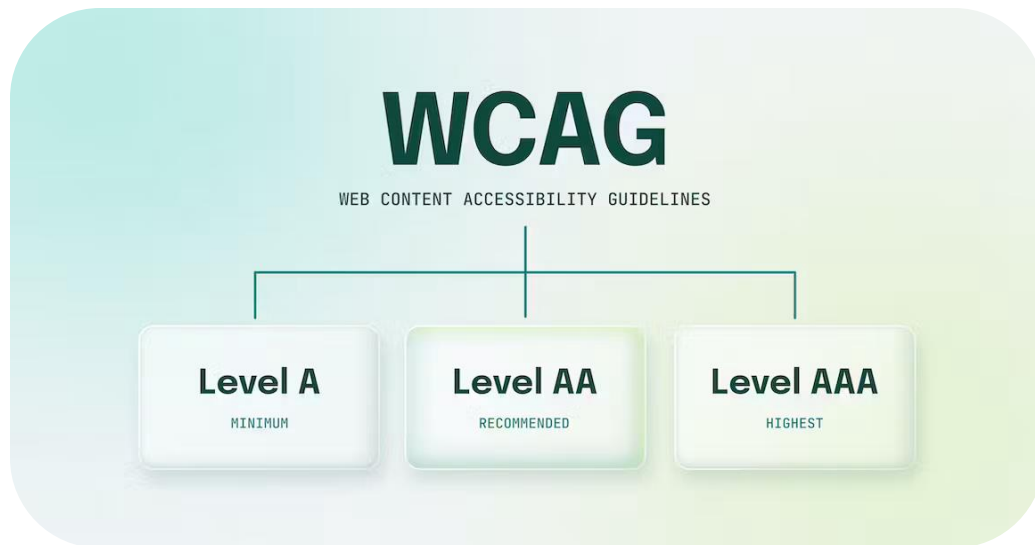 WCAG
WEB CONTENT ACCESSIBILITY GUIDELINES
Level A
MINIMUM
Level AA
RECOMMENDED
Level AAA
HIGHEST